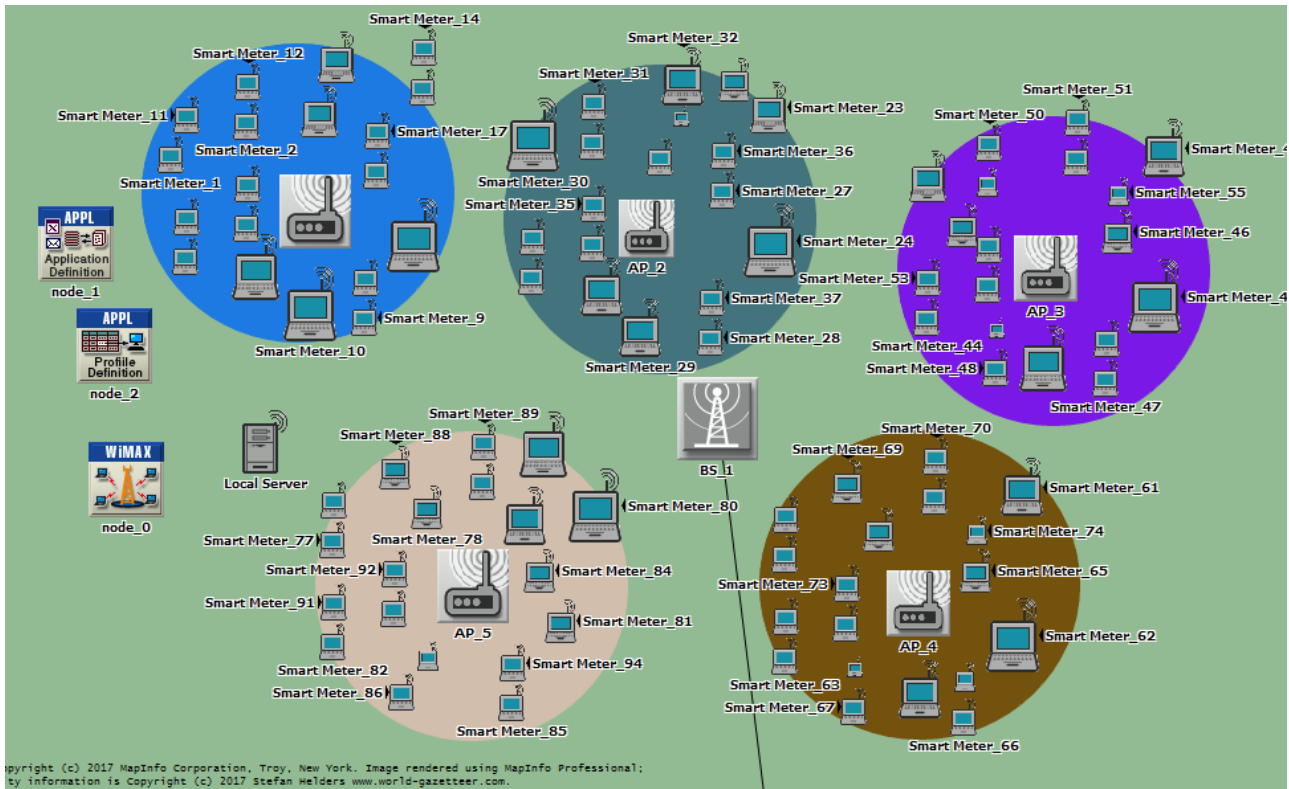 Smart Meter_14
Smart Meter_12
Smart Meter_11
Smart Meter_17
Smart Meter_2
Smart Meter_1
Smart Meter_9
Smart Meter_10
Smart Meter_32
Smart Meter_31
Smart Meter_23
Smart Meter_36
Smart Meter_30
Smart Meter_27
Smart Meter_35
Smart Meter_24
AP_2
Smart Meter_37
Smart Meter_28
Smart Meter_29
Smart Meter_51
Smart Meter_50
Smart Meter_4
Smart Meter_55
Smart Meter_46
Smart Meter_53
Smart Meter_4
AP_3
Smart Meter_44
Smart Meter_48
Smart Meter_47
APPL
Application
Definition
node_1
APPL
Profile
Definition
node_2
WiMAX
node_0
Local Server
BS_1
Smart Meter_89
Smart Meter_88
Smart Meter_80
Smart Meter_77
Smart Meter_78
Smart Meter_92
Smart Meter_84
Smart Meter_91
AP_5
Smart Meter_81
Smart Meter_82
Smart Meter_94
Smart Meter_86
Smart Meter_85
Smart Meter_70
Smart Meter_69
Smart Meter_61
Smart Meter_74
Smart Meter_65
Smart Meter_73
Smart Meter_62
AP_4
Smart Meter_63
Smart Meter_67
Smart Meter_66
opyright (c) 2017 MapInfo Corporation, Troy, New York. Image rendered using MapInfo Professional;
ty information is Copyright (c) 2017 Stefan Helders www.world-gazetteer.com.